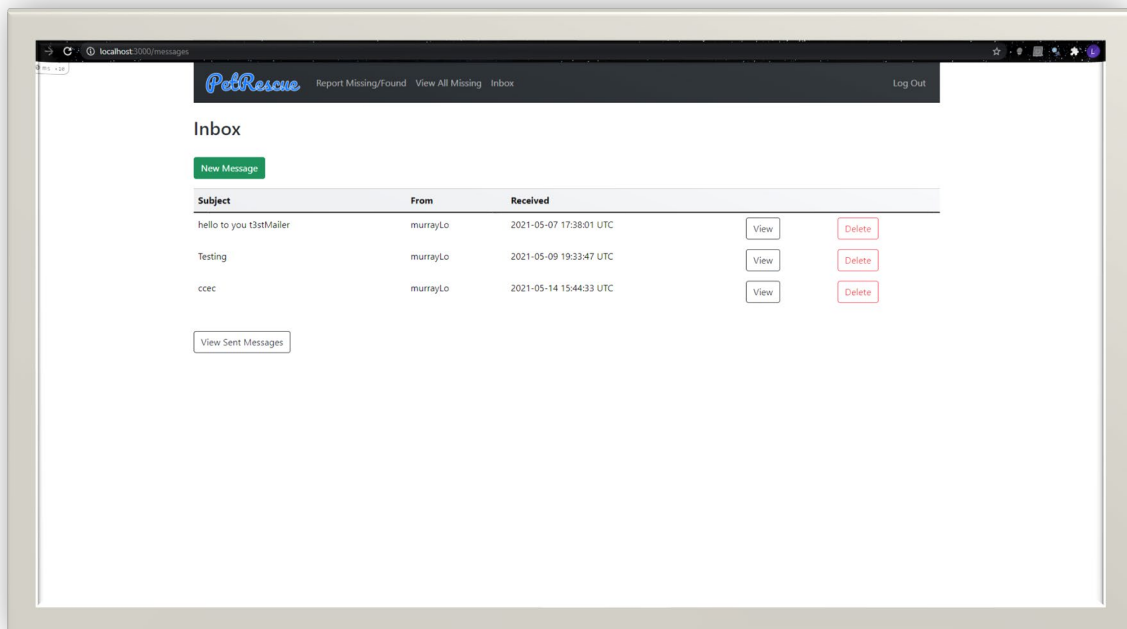 localhost:3000/messages
PetRescue Report Missing/Found View All Missing Inbox Log Out
Inbox
New Message
Subject From Received
hello to you t3stMailer murrayLo 2021-05-07 17:38:01 UTC View Delete
Testing murrayLo 2021-05-09 19:33:47 UTC View Delete
ccec murrayLo 2021-05-14 15:44:33 UTC View Delete
View Sent Messages